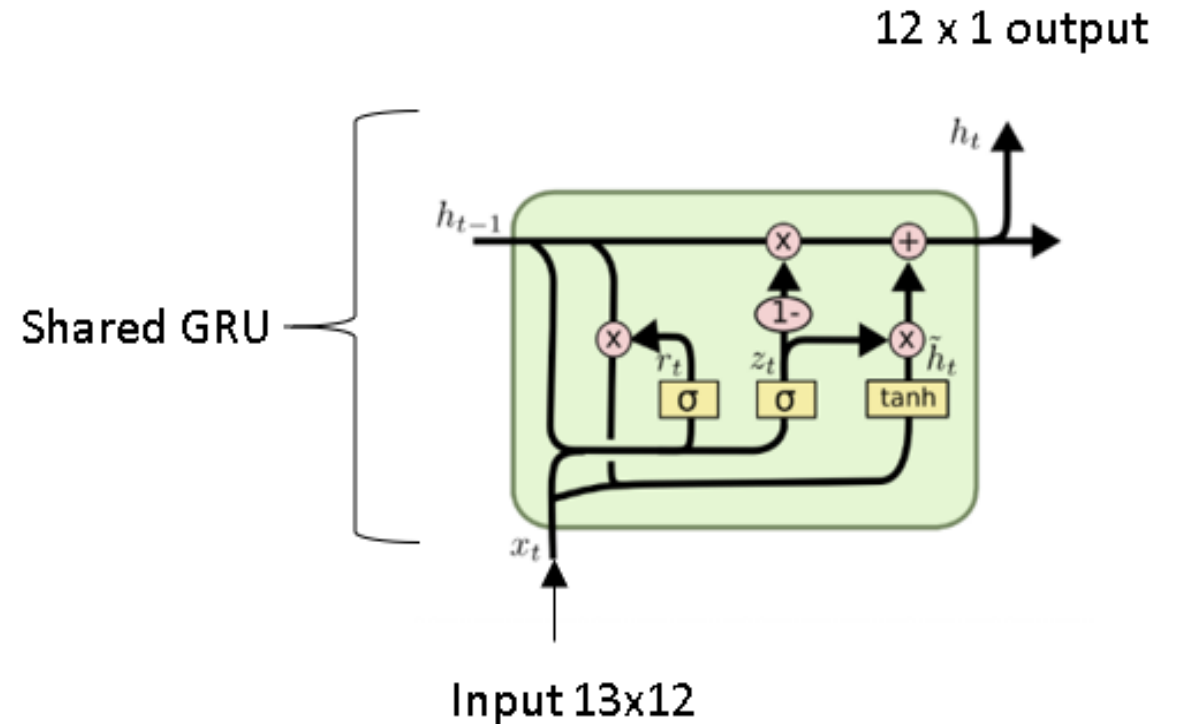 12 x 1 output
h_t
h_{t-1}
x
+
1-
Shared GRU
x
r_t
z_t
x
h̃_t
σ
σ
tanh
x_t
Input 13x12